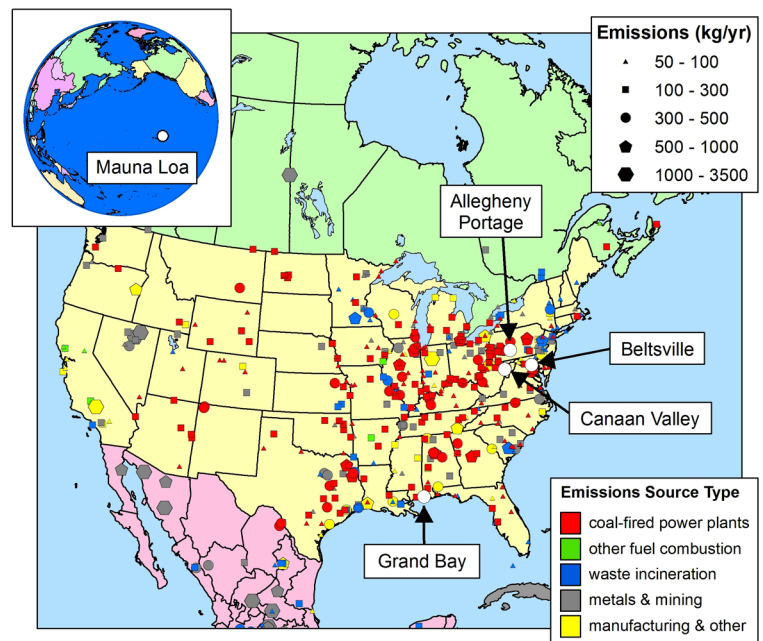 Mauna Loa
Emissions (kg/yr)
50 - 100
100 - 300
300 - 500
500 - 1000
1000 - 3500
Allegheny
Portage
Beltsville
Canaan Valley
Grand Bay
Emissions Source Type
coal-fired power plants
other fuel combustion
waste incineration
metals & mining
manufacturing & other